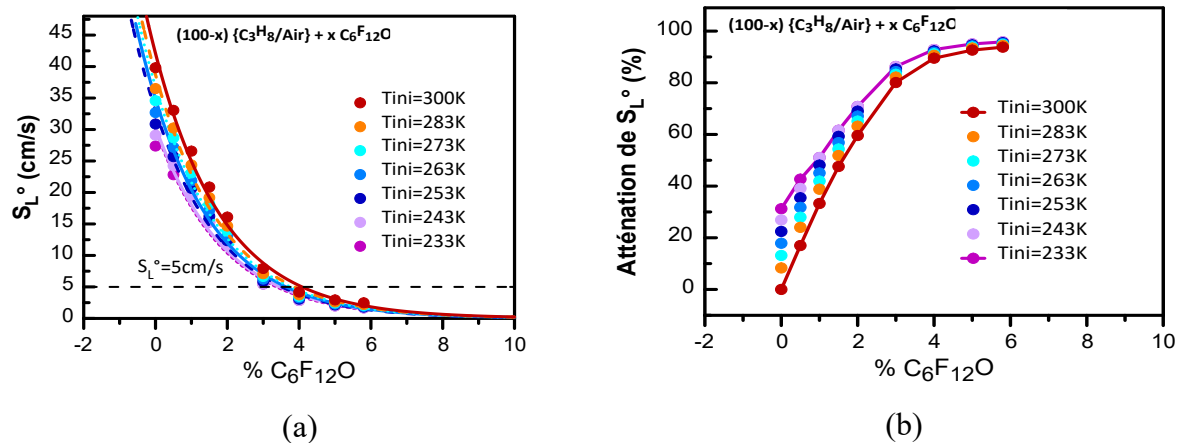 (100-x) {C3H8/Air} + x C6F12O
45
40
35
30
25
20
15
10
5
0
SL° (cm/s)
Tini=300K
Tini=283K
Tini=273K
Tini=263K
Tini=253K
Tini=243K
Tini=233K
SL°=5cm/s
-2 0 2 4 6 8 10
% C6F12O
(a)
(100-x) {C3H8/Air} + x C6F12O
100
80
60
40
20
0
Atténation de SL° (%)
Tini=300K
Tini=283K
Tini=273K
Tini=263K
Tini=253K
Tini=243K
Tini=233K
-2 0 2 4 6 8 10
% C6F12O
(b)